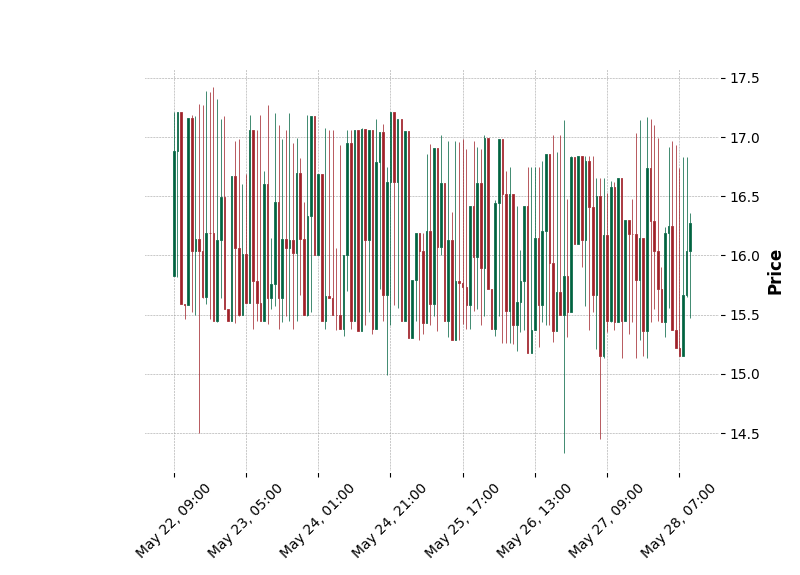 17.5
17.0
16.5
16.0
15.5
15.0
14.5
Price
May 22, 09:00
May 23, 05:00
May 24, 01:00
May 24, 21:00
May 25, 17:00
May 26, 13:00
May 27, 09:00
May 28, 07:00